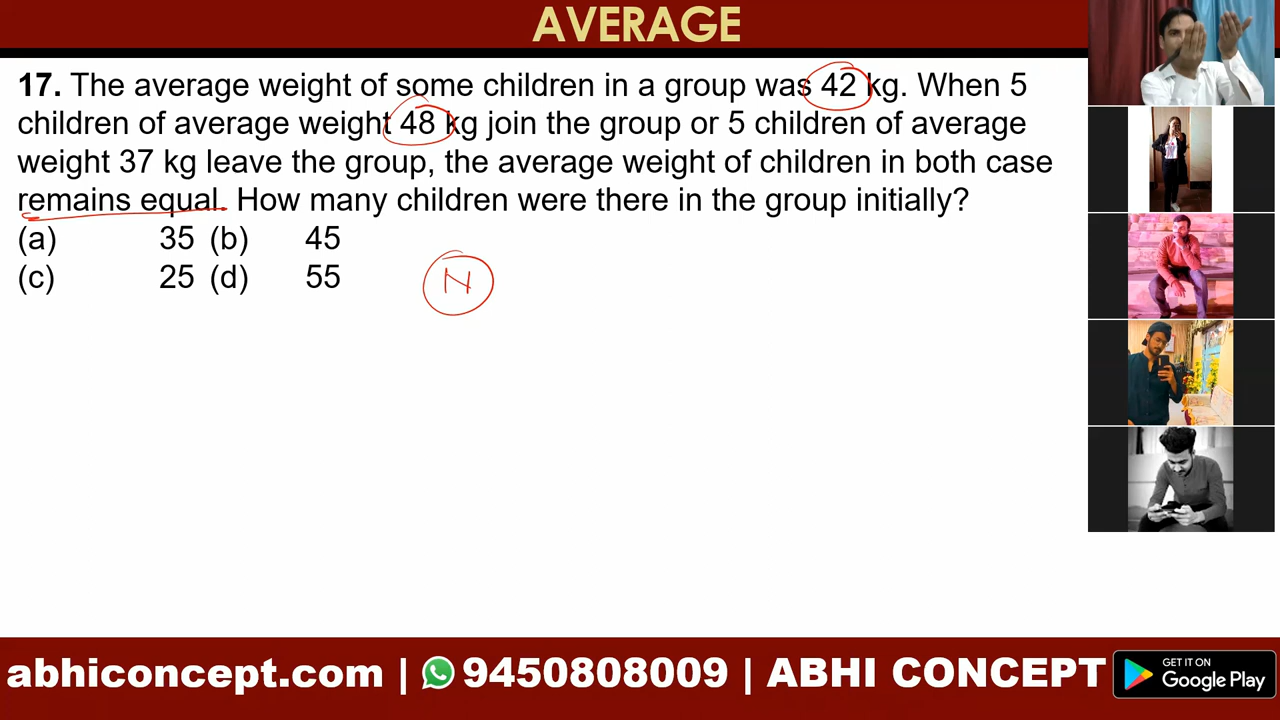 AVERAGE
17. The average weight of some children in a group was 42 kg. When 5
children of average weight 48 kg join the group or 5 children of average
weight 37 kg leave the group, the average weight of children in both case
remains equal. How many children were there in the group initially?
(a) 35 (b) 45
(c) 25 (d) 55
N
abhiconcept.com | 9450808009 | ABHI CONCEPT
GET IT ON
Google Play